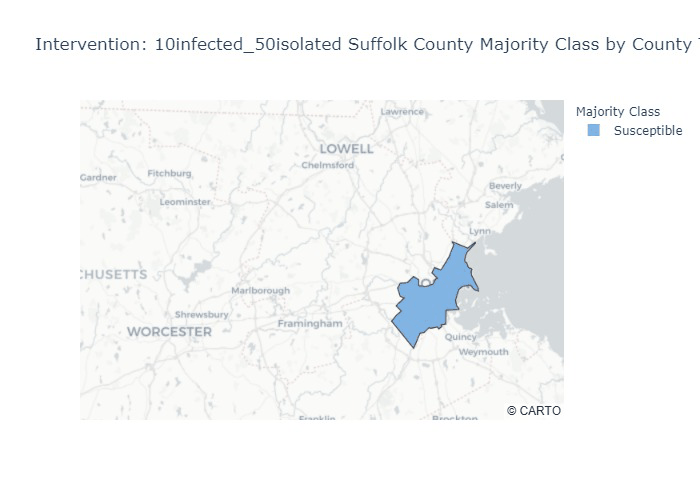 Intervention: 10infected_50isolated Suffolk County Majority Class by County
Majority Class
Susceptible
Lawrence
LOWELL
Chelmsford
Fitchburg
Gardner
Beverly
Leominster
Salem
Lynn
CHUSETTS
Marlborough
Shrewsbury
Framingham
WORCESTER
Quincy
Weymouth
© CARTO
Franklin
Brockton